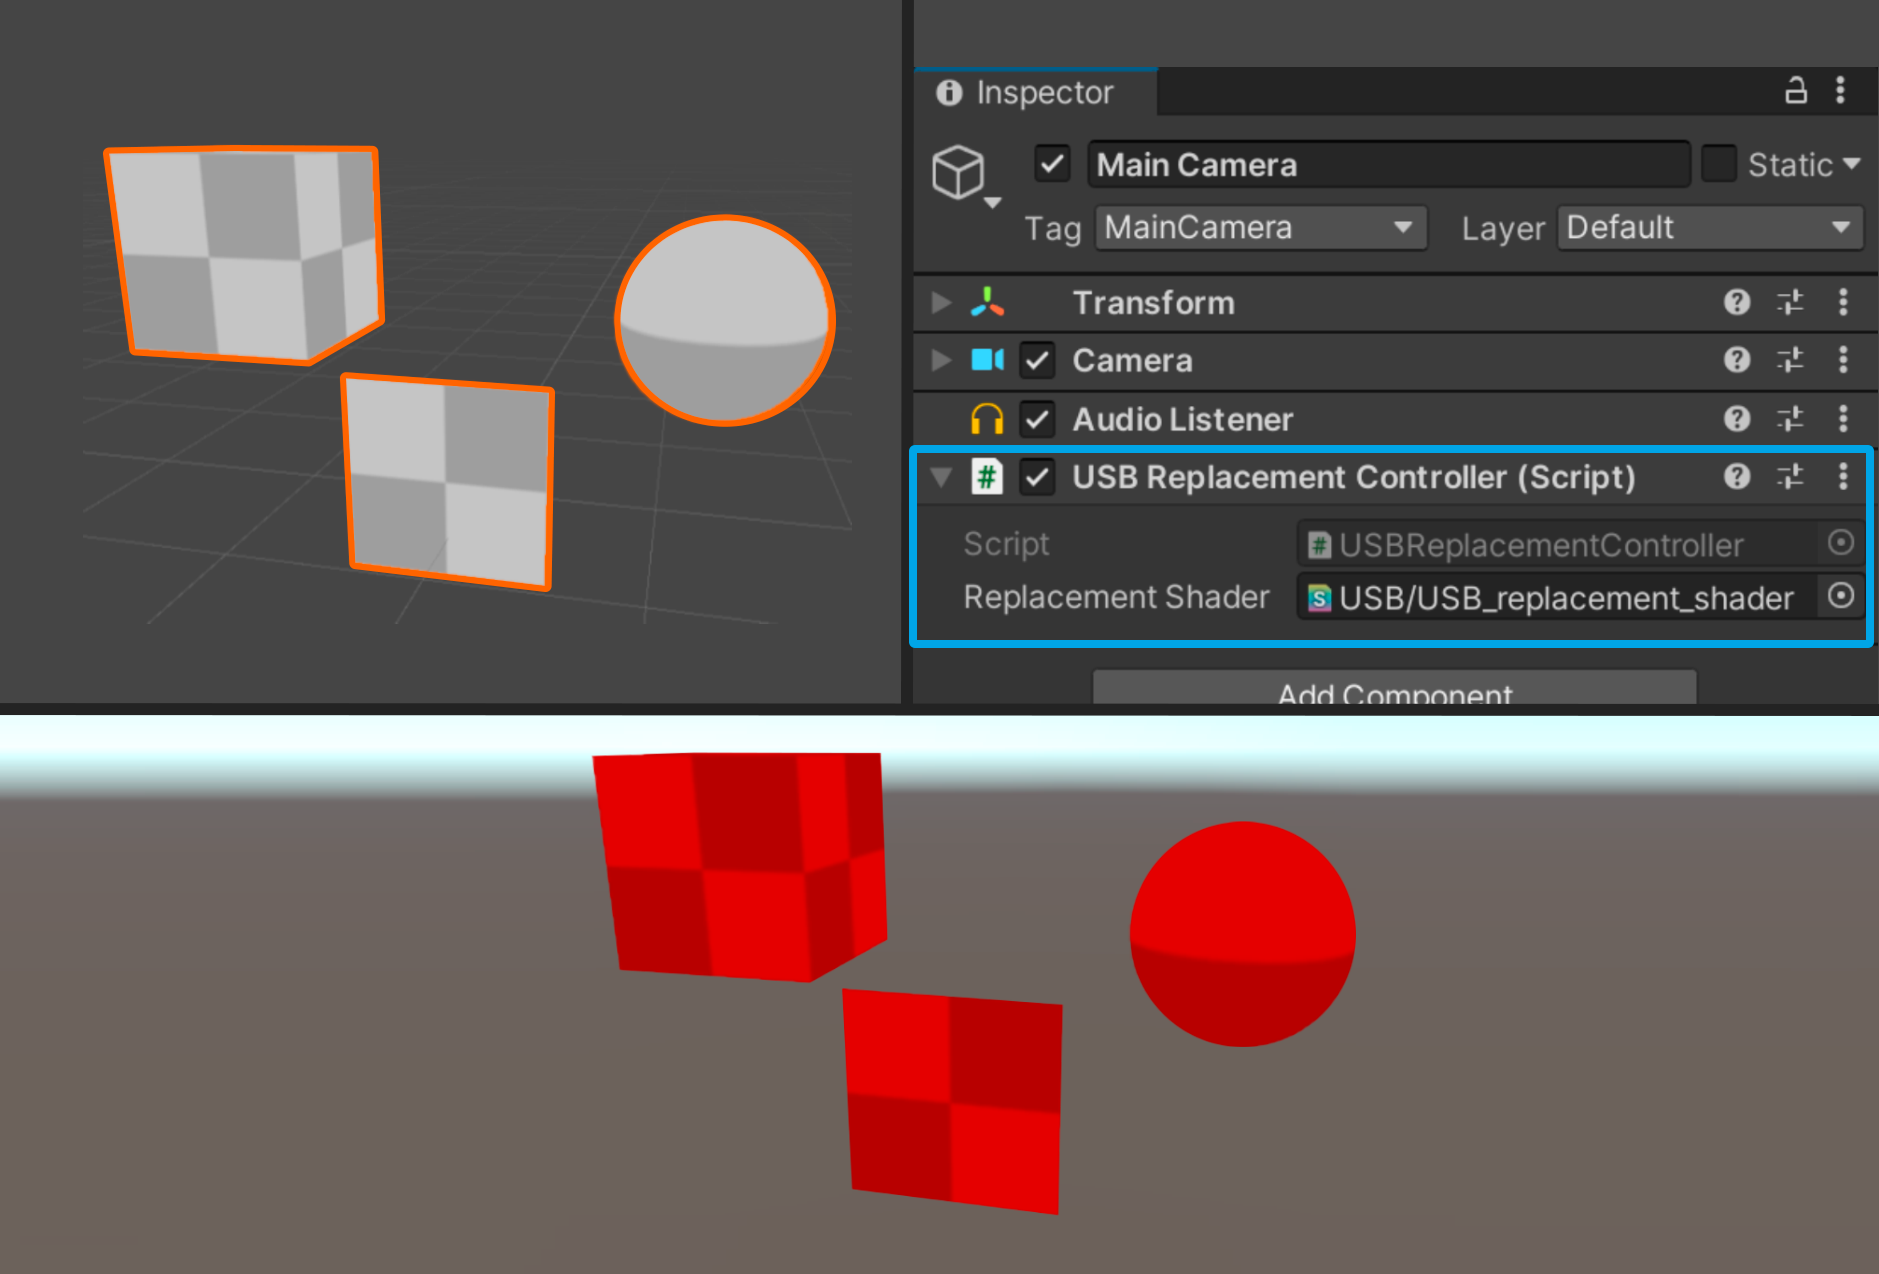 Inspector
Main Camera
Static
Tag MainCamera Layer Default
Transform
Camera
Audio Listener
# USB Replacement Controller (Script)
Script # USBReplacementController
Replacement Shader S USB/USB_replacement_shader
Add Component